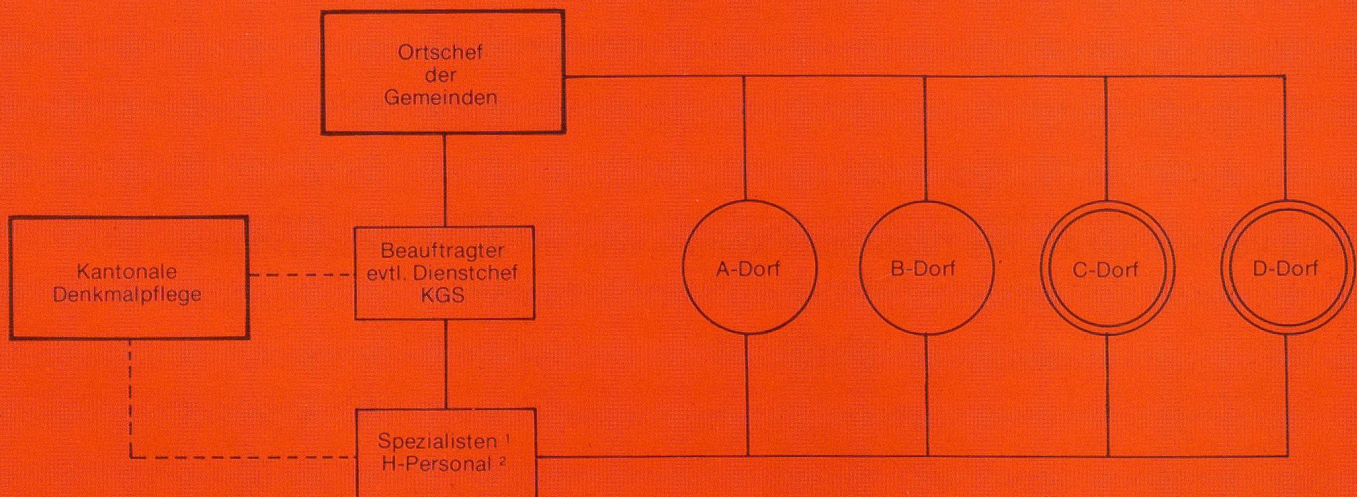 Ortschef
der
Gemeinden
Kantonale
Denkmalpflege
Beauftragter
evtl. Dienstchef
KGS
A-Dorf
B-Dorf
C-Dorf
D-Dorf
Spezialisten ¹
H-Personal ²